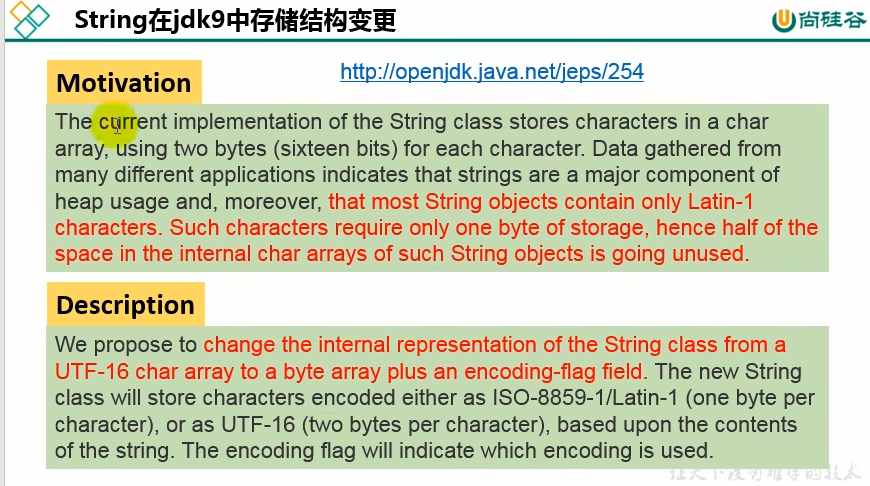 String在jdk9中存储结构变更
尚硅谷
Motivation
http://openjdk.java.net/jeps/254
The current implementation of the String class stores characters in a char
array, using two bytes (sixteen bits) for each character. Data gathered from
many different applications indicates that strings are a major component of
heap usage and, moreover, that most String objects contain only Latin-1
characters. Such characters require only one byte of storage, hence half of the
space in the internal char arrays of such String objects is going unused.
Description
We propose to change the internal representation of the String class from a
UTF-16 char array to a byte array plus an encoding-flag field. The new String
class will store characters encoded either as ISO-8859-1/Latin-1 (one byte per
character), or as UTF-16 (two bytes per character), based upon the contents
of the string. The encoding flag will indicate which encoding is used.
让天下没有难学的技术